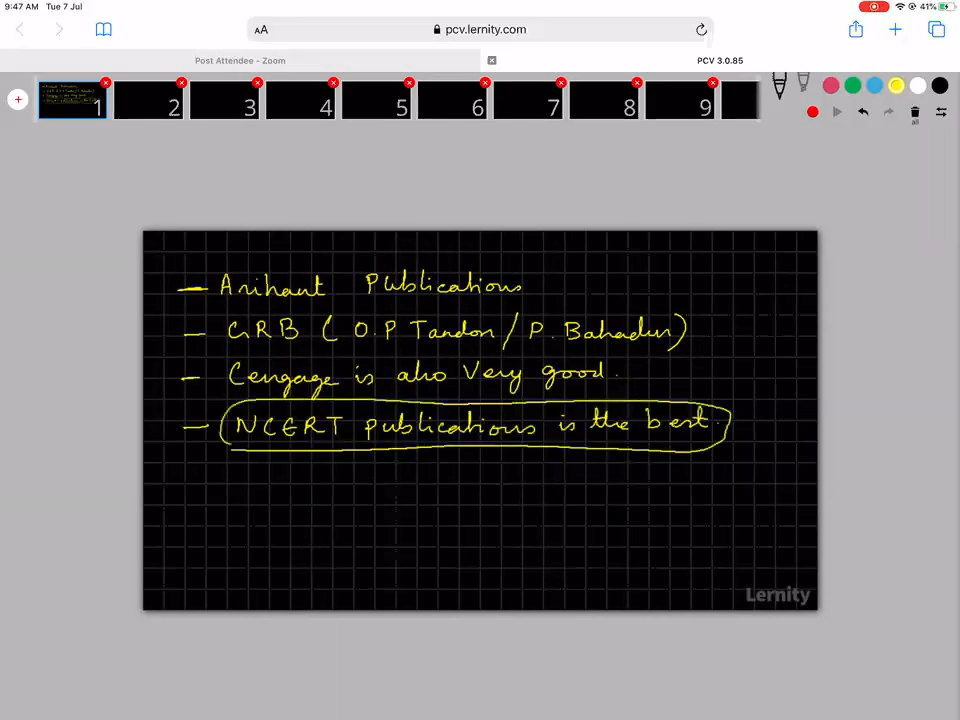 9:47 AM Tue 7 Jul
41%
AA
pcv.lernity.com
Post Attendee - Zoom
PCV 3.0.85
1 2 3 4 5 6 7 8 9
all
- Arihant Publications
- GRB ( O.P Tandon / P. Bahadur)
- Cengage is also Very good.
- NCERT publications is the best.
Lernity